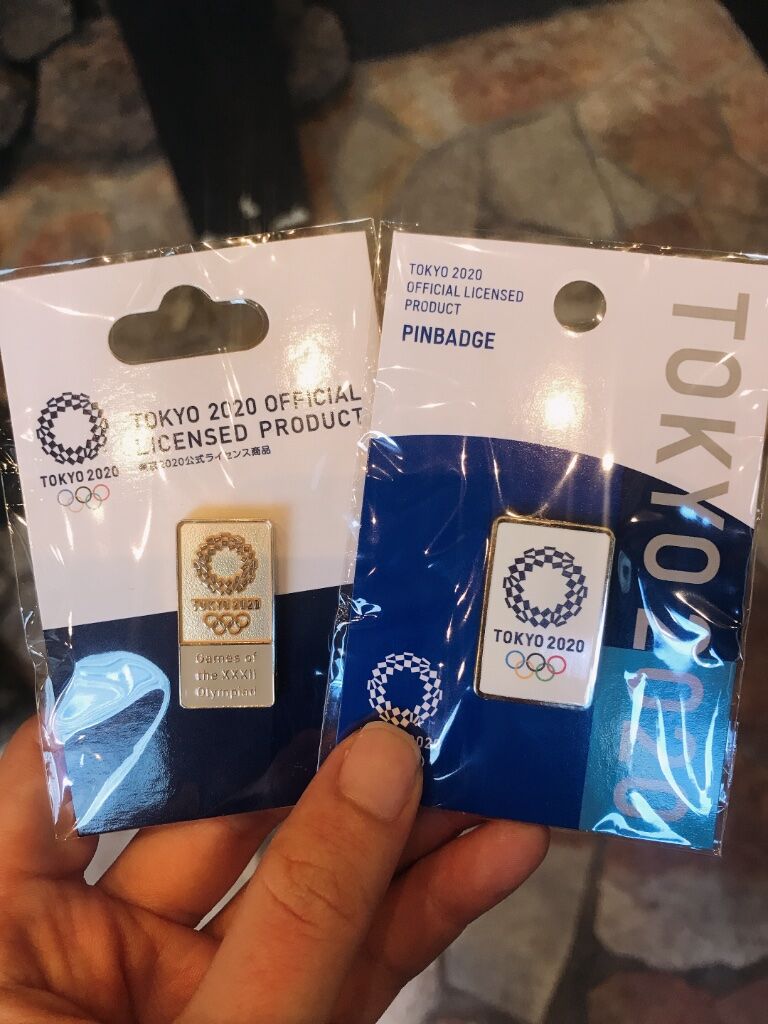 TOKYO 2020 OFFICIAL
LICENSED PRODUCT
東京2020公式ライセンス商品
TOKYO 2020
TOKYO 2020
Games of
the XXXII
Olympiad
TOKYO 2020
OFFICIAL LICENSED
PRODUCT
PINBADGE
TOKYO 2020
TOKYO 2020